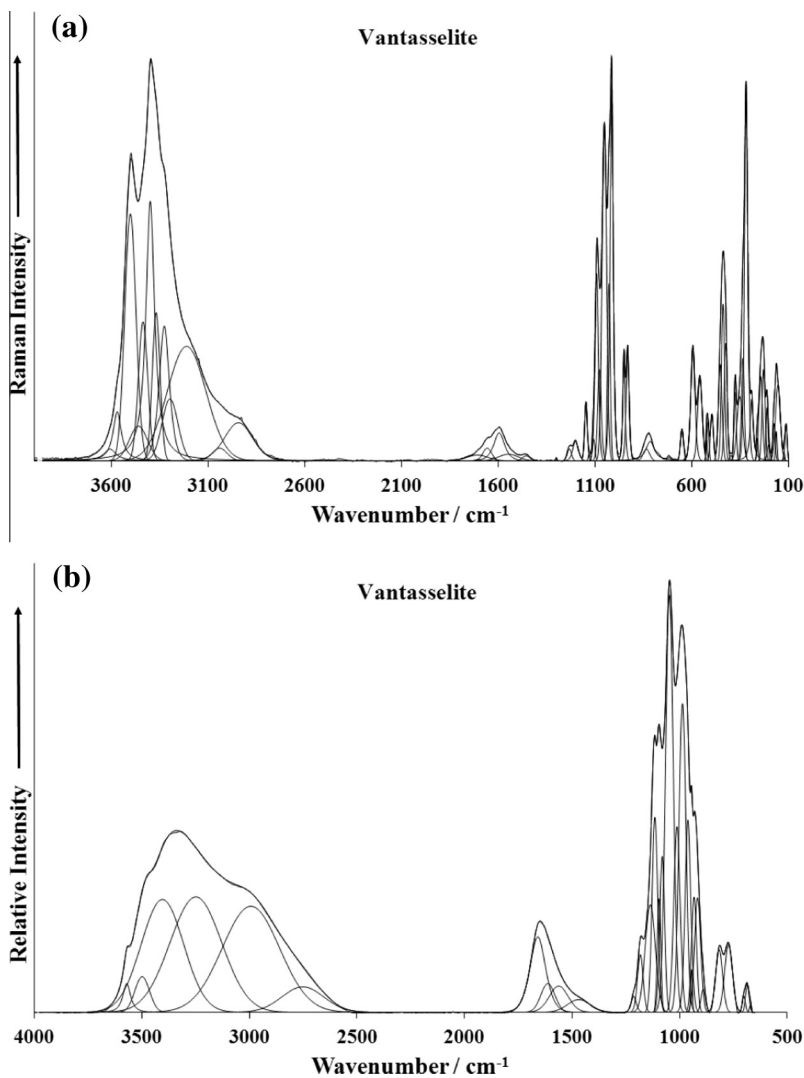 (a)
Vantasselite
Raman Intensity
3600 3100 2600 2100 1600 1100 600 100
Wavenumber / cm-1
(b)
Vantasselite
Relative Intensity
4000 3500 3000 2500 2000 1500 1000 500
Wavenumber / cm-1